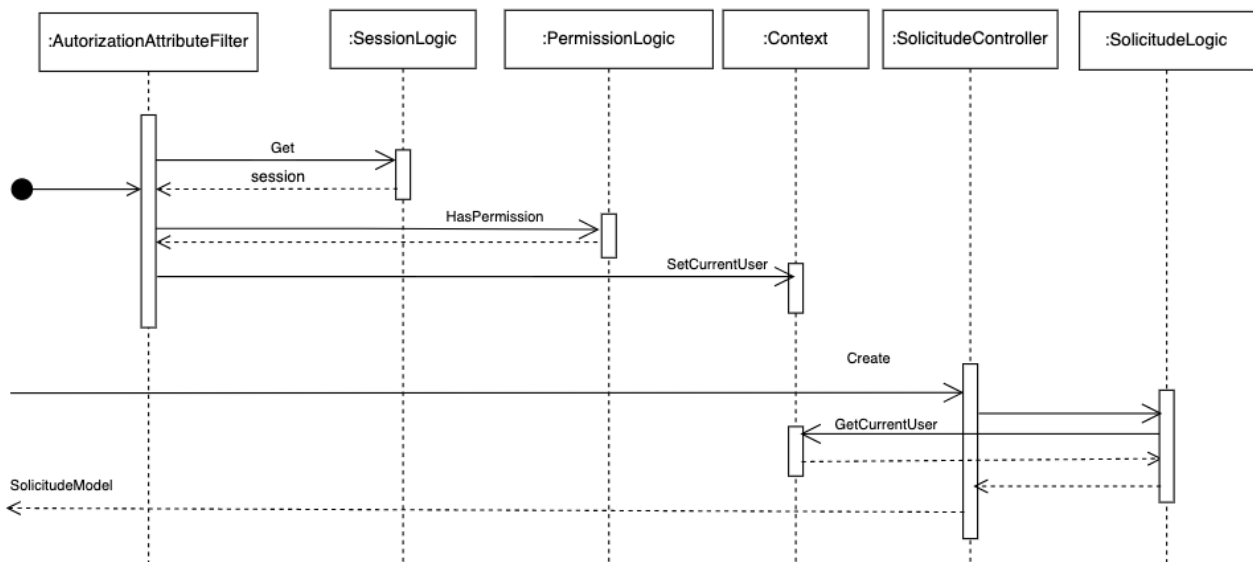 :AutorizationAttributeFilter
:SessionLogic
:PermissionLogic
:Context
:SolicitudeController
:SolicitudeLogic
Get
session
HasPermission
SetCurrentUser
Create
GetCurrentUser
SolicitudeModel